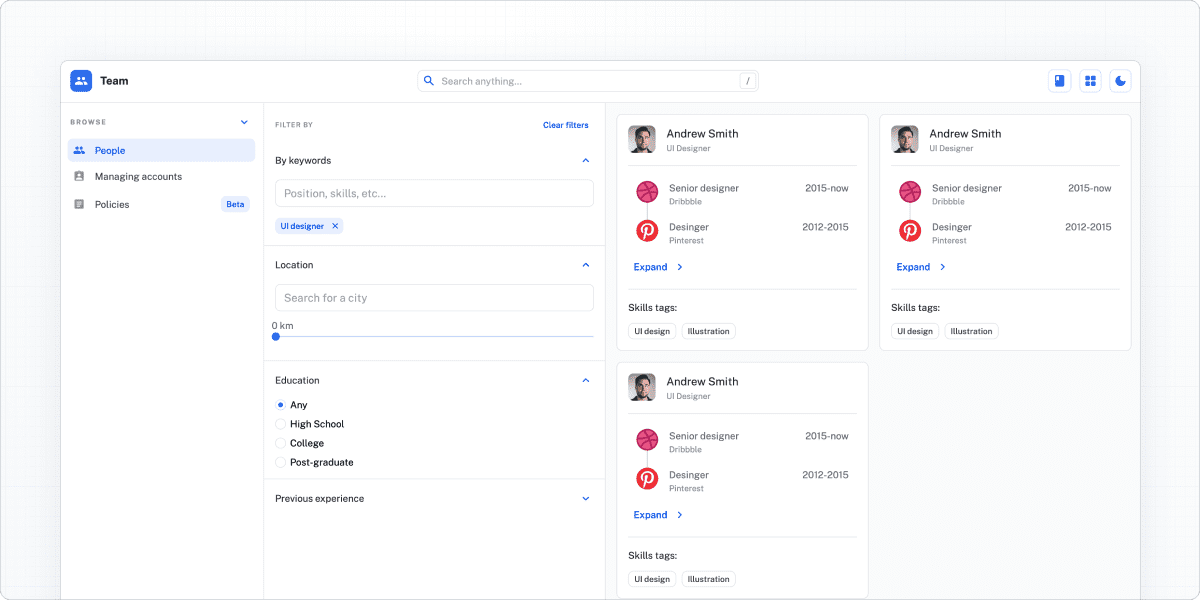 Team
Search anything...
/
BROWSE
People
Managing accounts
Policies
Beta
FILTER BY
Clear filters
By keywords
Position, skills, etc...
UI designer
Location
Search for a city
0 km
Education
Any
High School
College
Post-graduate
Previous experience
Andrew Smith
UI Designer
Senior designer
2015-now
Dribbble
Desinger
2012-2015
Pinterest
Expand
Skills tags:
UI design
Illustration
Andrew Smith
UI Designer
Senior designer
2015-now
Dribbble
Desinger
2012-2015
Pinterest
Expand
Skills tags:
UI design
Illustration
Andrew Smith
UI Designer
Senior designer
2015-now
Dribbble
Desinger
2012-2015
Pinterest
Expand
Skills tags:
UI design
Illustration